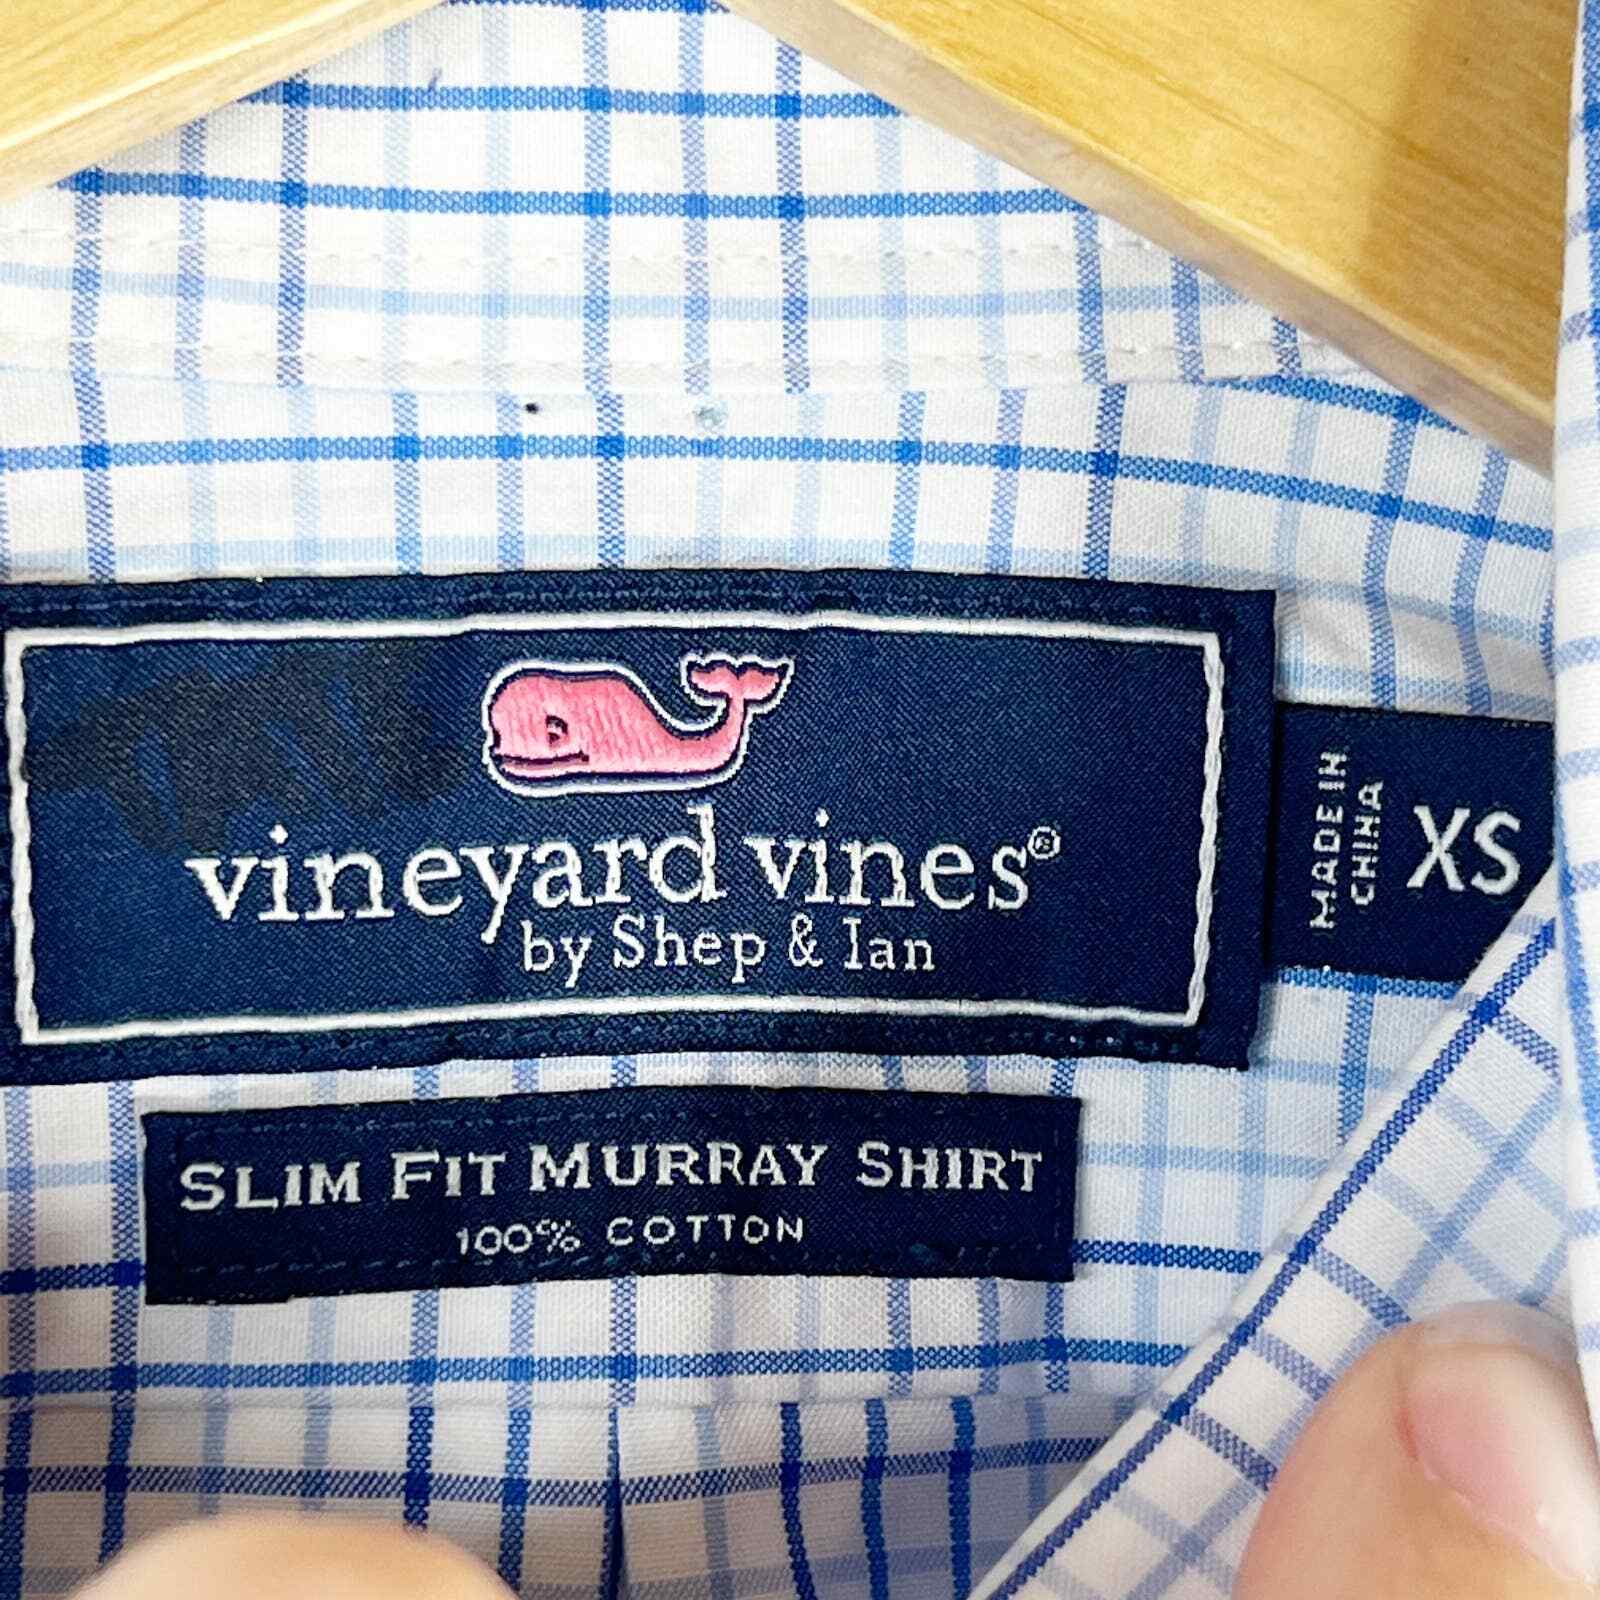 vineyard vines®
by Shep & Ian
MADE IN
CHINA
XS
SLIM FIT MURRAY SHIRT
100% COTTON